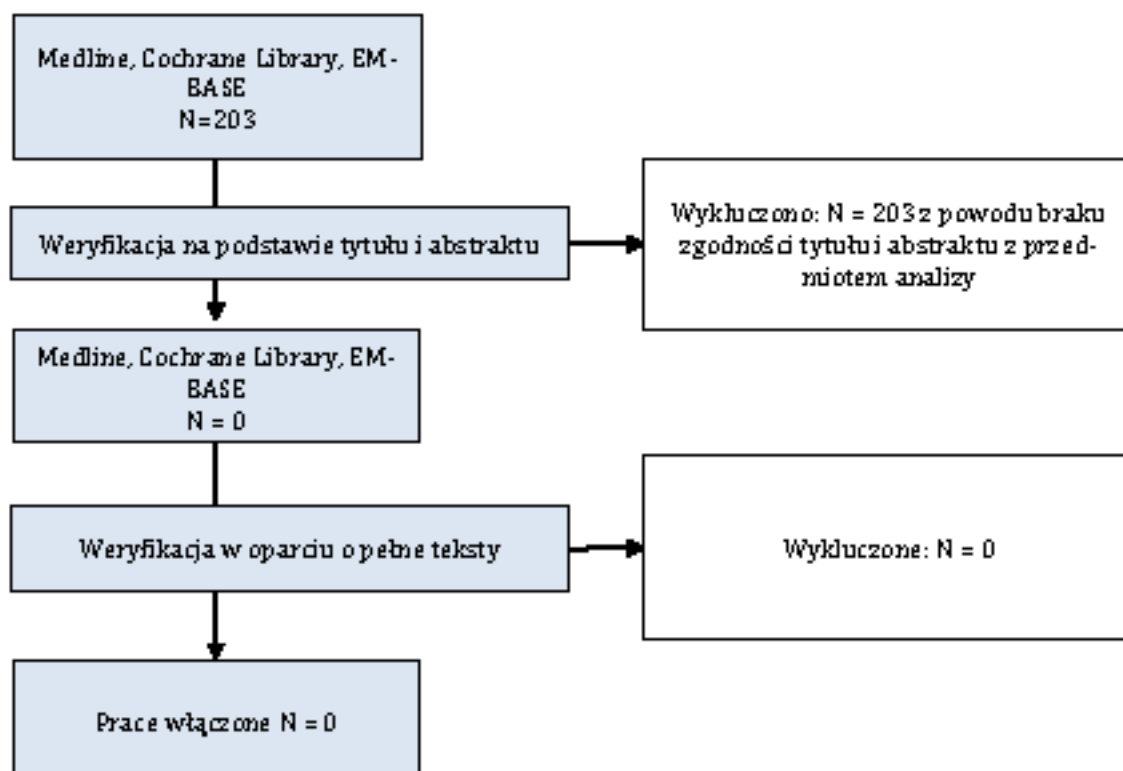 Medline, Cochrane Library, EM-
BASE
N=203
Weryfikacja na podstawie tytułu i abstraktu
Wykluczono: N = 203 z powodu braku
zgodności tytułu i abstraktu z przed-
miotem analizy
Medline, Cochrane Library, EM-
BASE
N = 0
Weryfikacja w oparciu o pełne teksty
Wykluczone: N = 0
Prace włączone N = 0